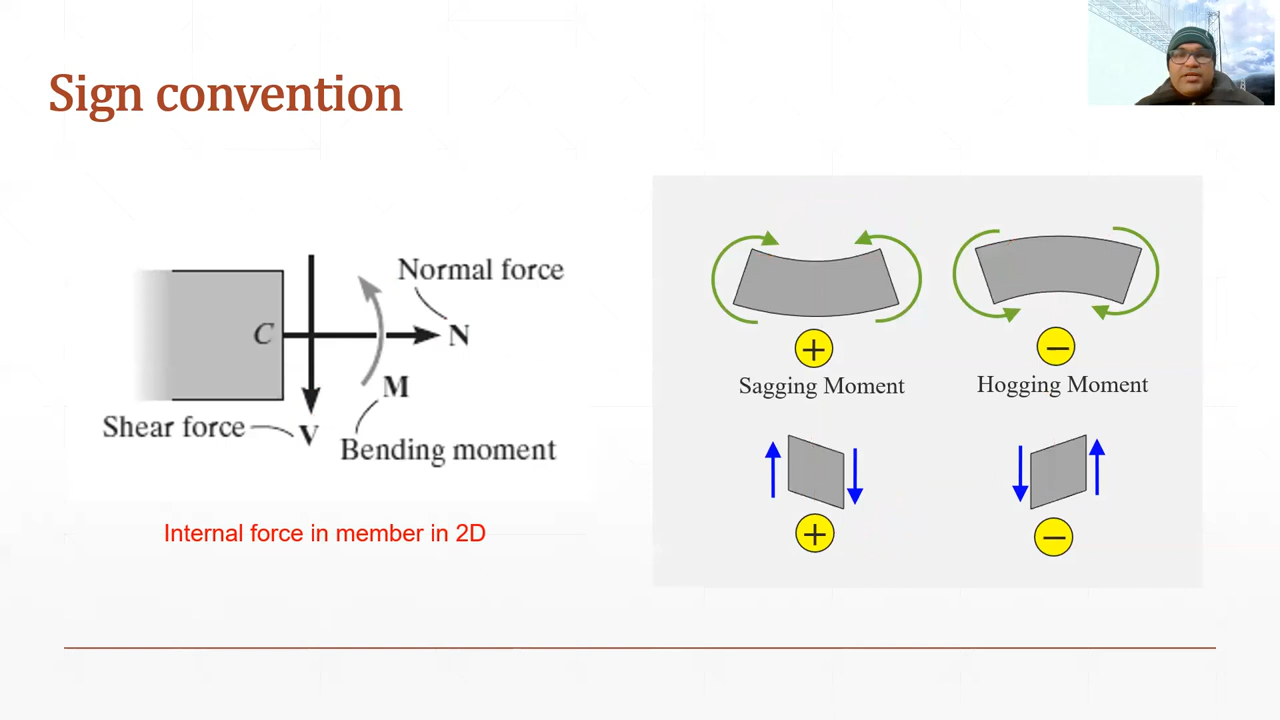 Sign convention
Normal force
C
N
M
Shear force
V
Bending moment
Internal force in member in 2D
+
−
Sagging Moment
Hogging Moment
+
−